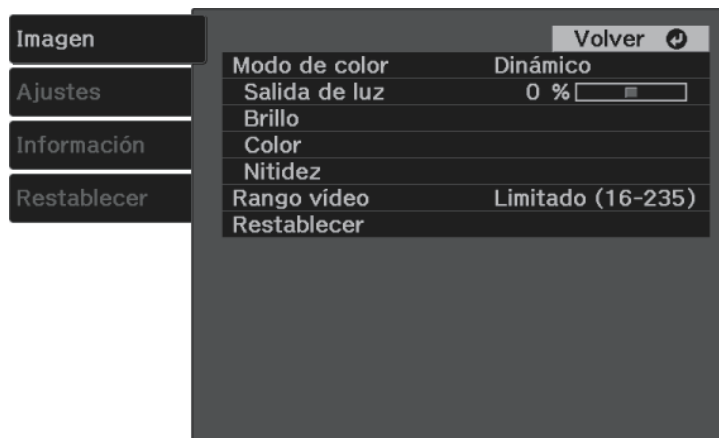 Imagen
Ajustes
Información
Restablecer
Volver
Modo de color Dinámico
Salida de luz 0 %
Brillo
Color
Nitidez
Rango vídeo Limitado (16-235)
Restablecer